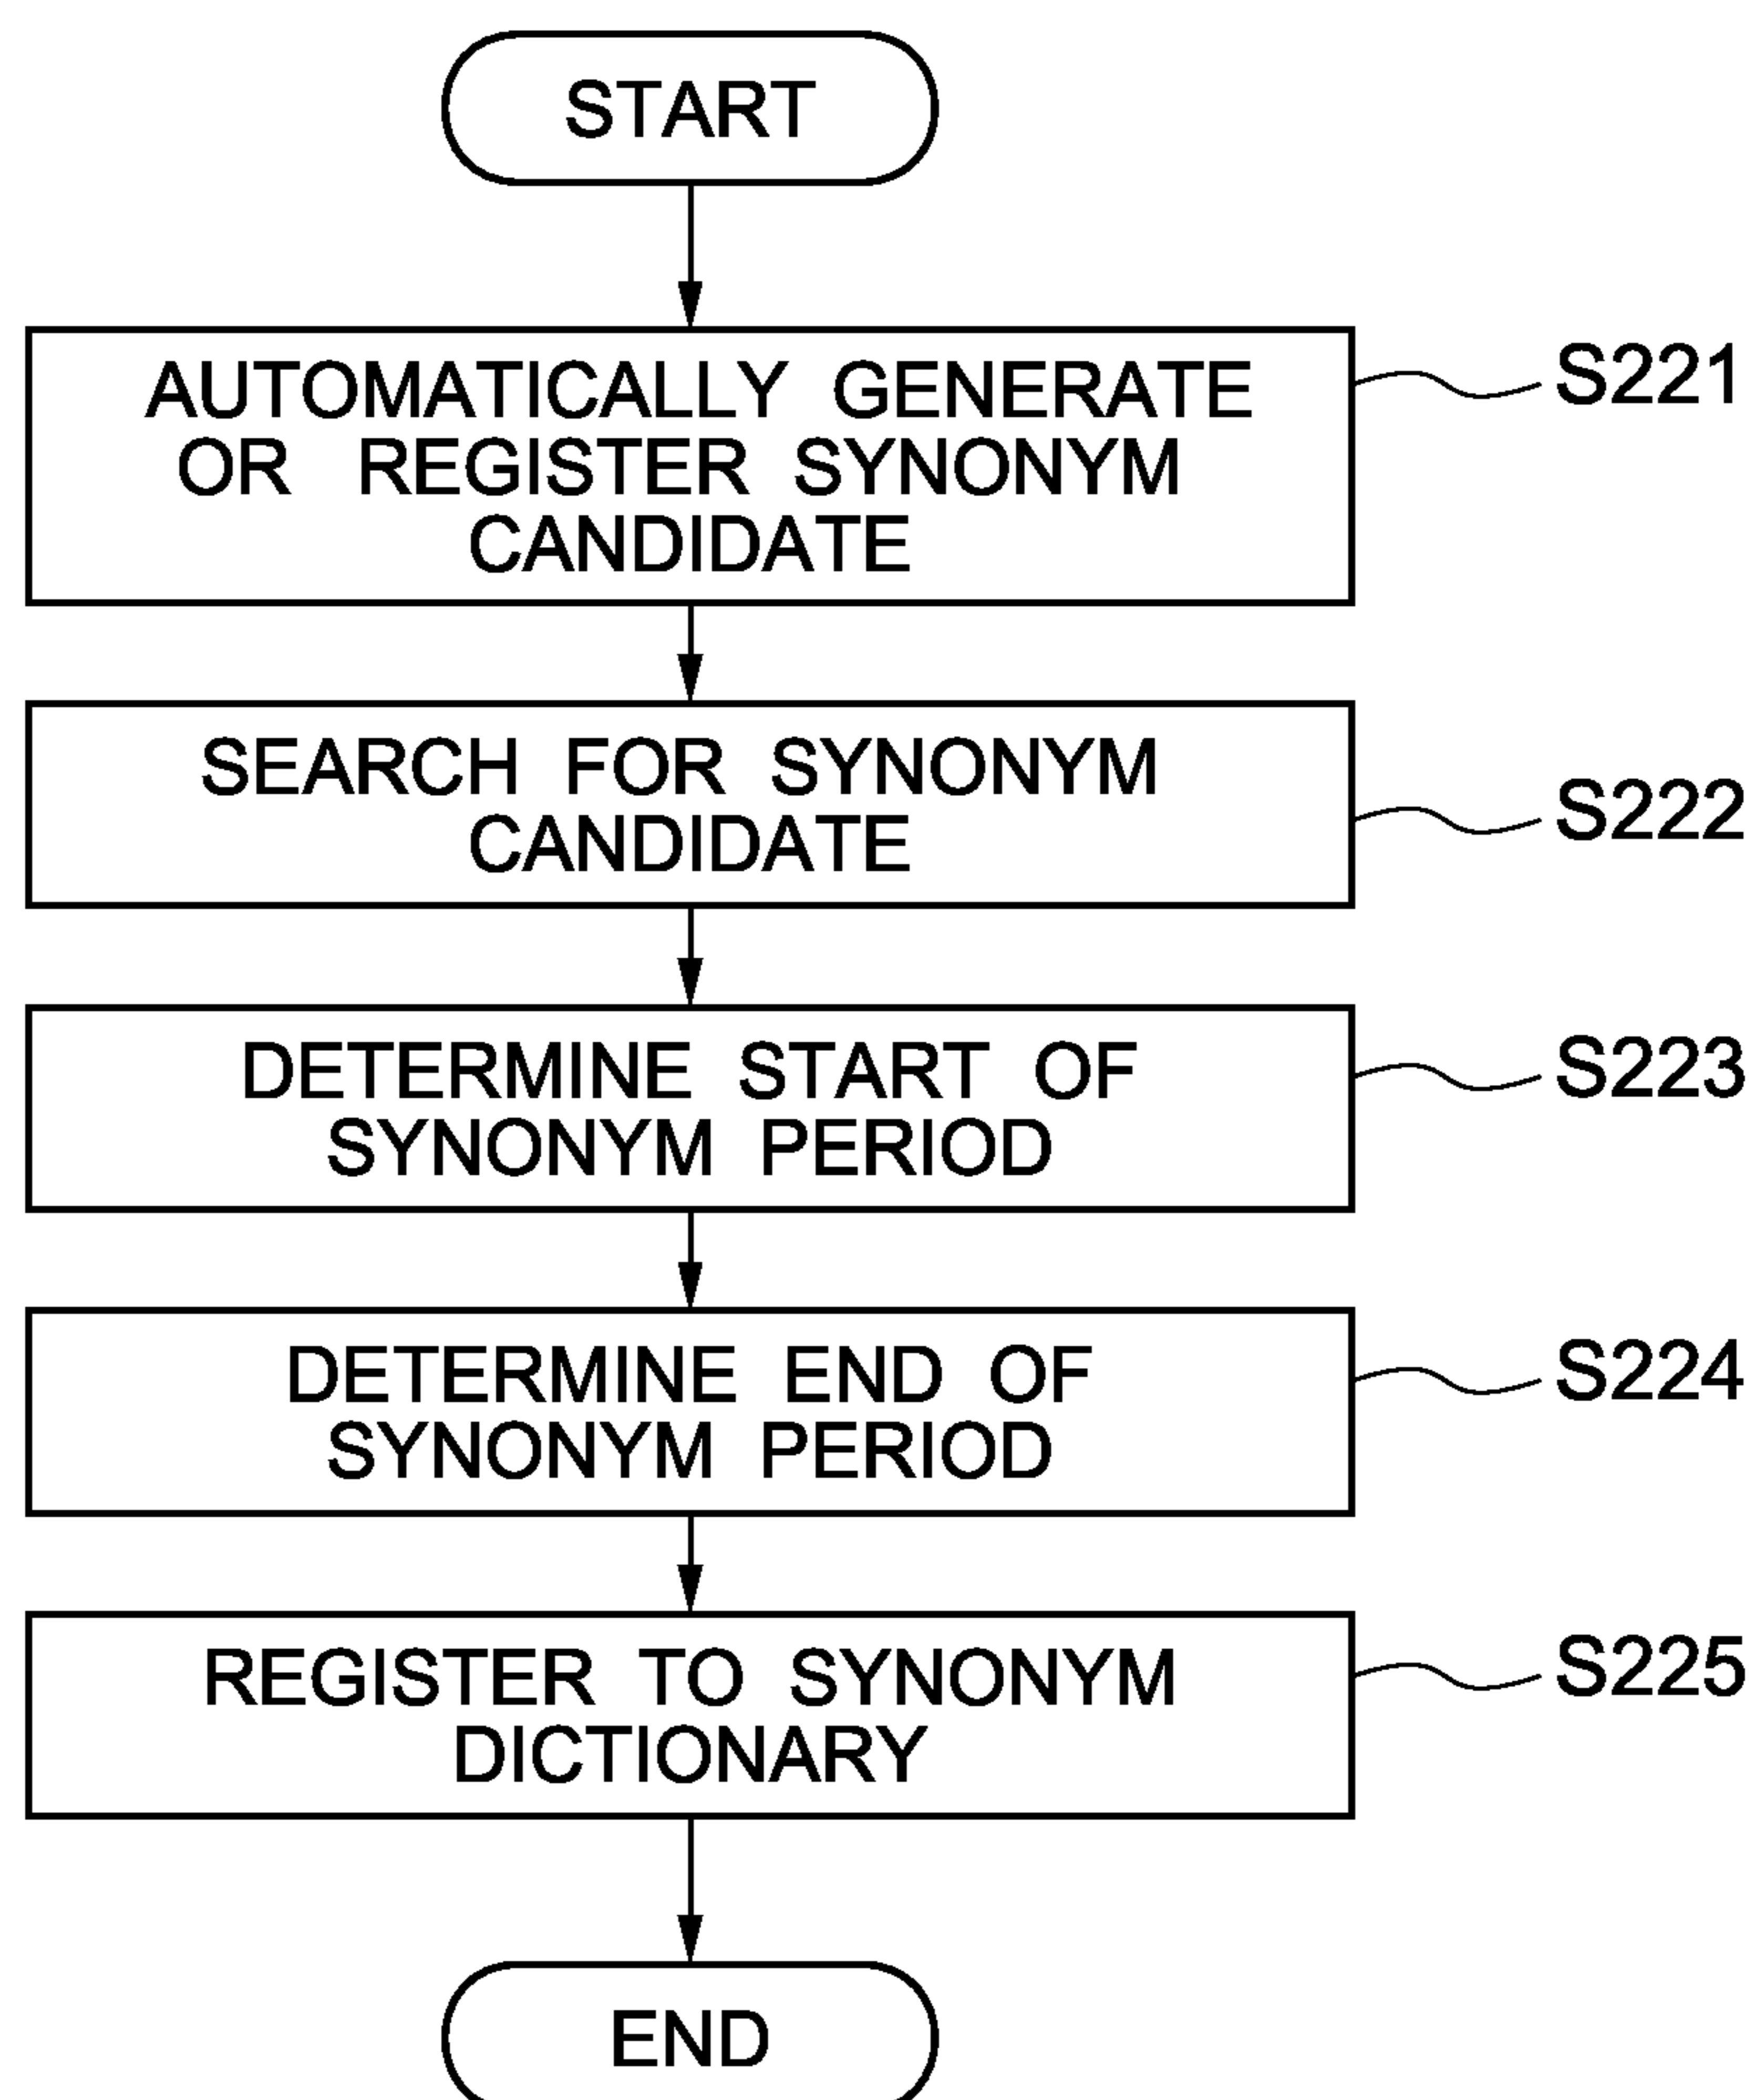 START
AUTOMATICALLY GENERATE
OR REGISTER SYNONYM
CANDIDATE
S221
SEARCH FOR SYNONYM
CANDIDATE
S222
DETERMINE START OF
SYNONYM PERIOD
S223
DETERMINE END OF
SYNONYM PERIOD
S224
REGISTER TO SYNONYM
DICTIONARY
S225
END